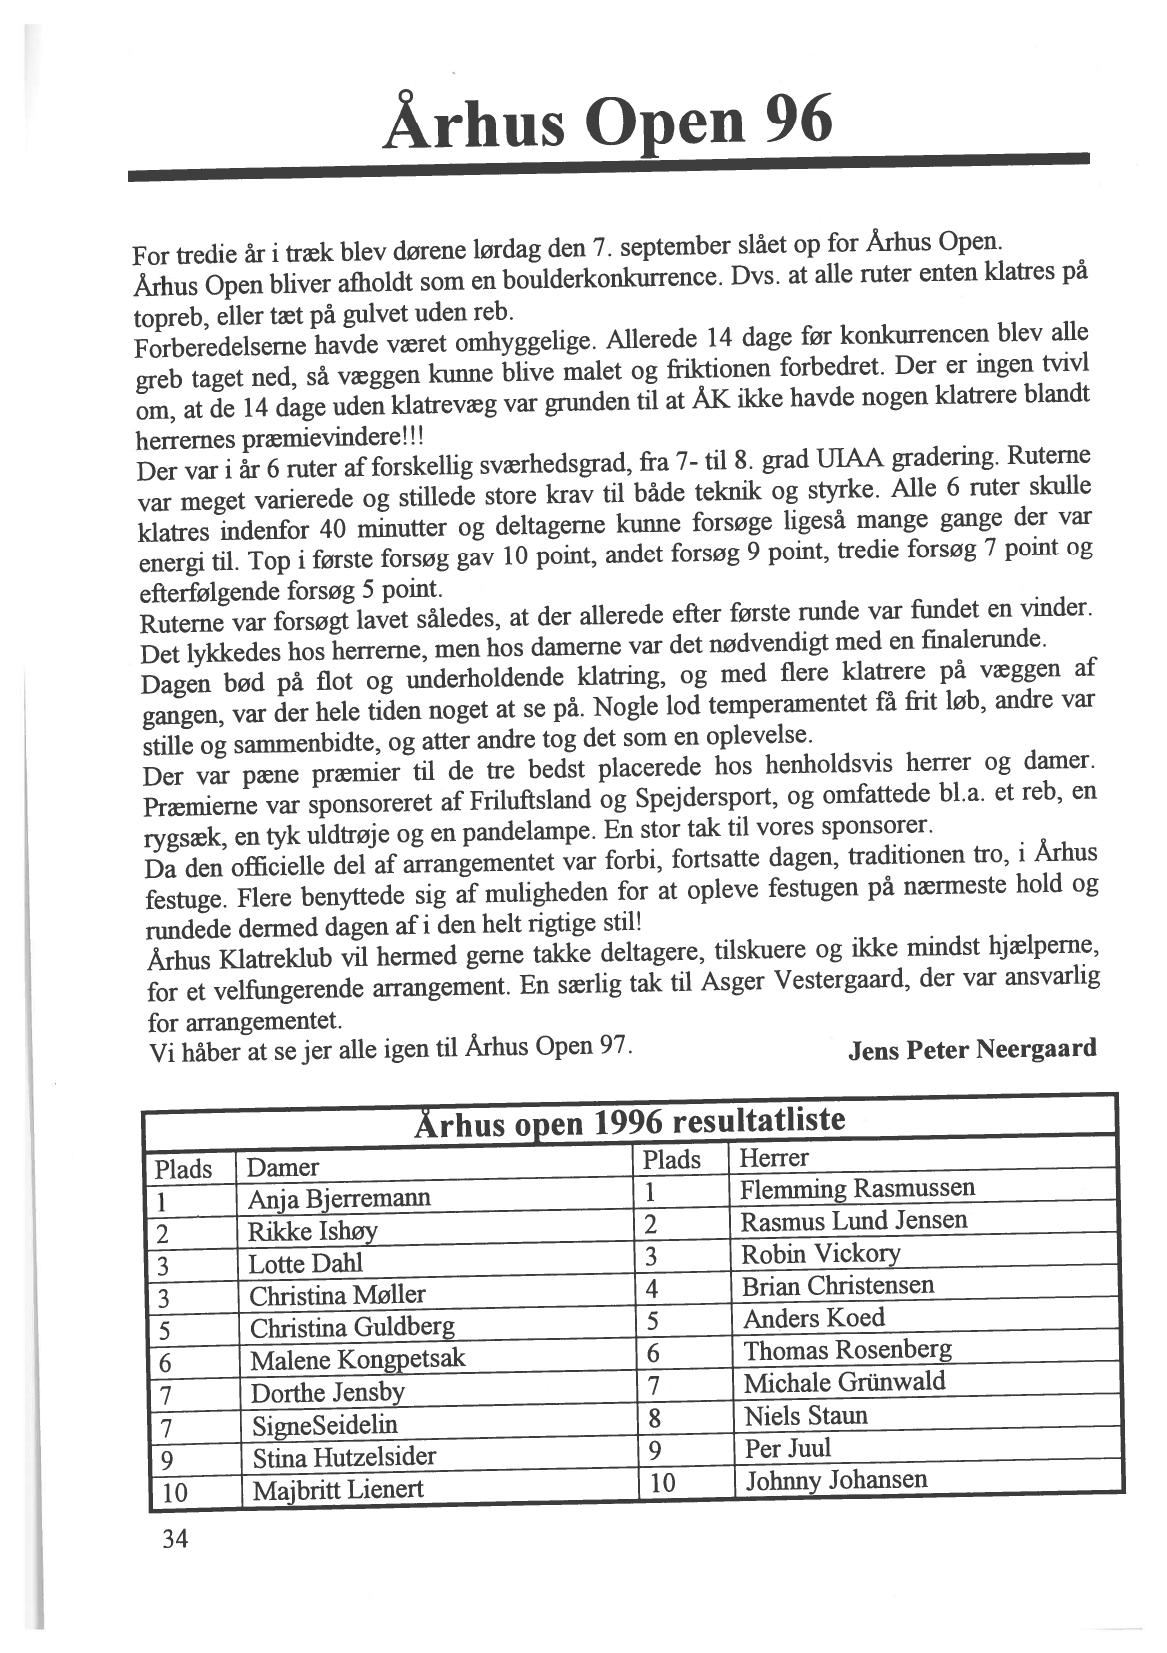 Århus Open 96
For tredie år i træk blev dørene lørdag den 7. september slået op for Århus Open.
Århus Open bliver afholdt som en boulderkonkurrence. Dvs. at alle ruter enten klatres på
topreb, eller tæt på gulvet uden reb.
Forberedelserne havde været omhyggelige. Allerede 14 dage før konkurrencen blev alle
greb taget ned, så væggen kunne blive malet og friktionen forbedret. Der er ingen tvivl
om, at de 14 dage uden klatrevæg var grunden til at ÅK ikke havde nogen klatrere blandt
herrernes præmievindere!!!
Der var i år 6 ruter af forskellig sværhedsgrad, fra 7- til 8. grad UIAA gradering. Ruterne
var meget varierede og stillede store krav til både teknik og styrke. Alle 6 ruter skulle
klatres indenfor 40 minutter og deltagerne kunne forsøge ligeså mange gange der var
energi til. Top i første forsøg gav 10 point, andet forsøg 9 point, tredie forsøg 7 point og
efterfølgende forsøg 5 point.
Ruterne var forsøgt lavet således, at der allerede efter første runde var fundet en vinder.
Det lykkedes hos herrerne, men hos damerne var det nødvendigt med en finalerunde.
Dagen bød på flot og underholdende klatring, og med flere klatrere på væggen af
gangen, var der hele tiden noget at se på. Nogle lod temperamentet få frit løb, andre var
stille og sammenbidte, og atter andre tog det som en oplevelse.
Der var pæne præmier til de tre bedst placerede hos henholdsvis herrer og damer.
Præmierne var sponsoreret af Friluftsland og Spejdersport, og omfattede bl.a. et reb, en
rygsæk, en tyk uldtrøje og en pandelampe. En stor tak til vores sponsorer.
Da den officielle del af arrangementet var forbi, fortsatte dagen, traditionen tro, i Århus
festuge. Flere benyttede sig af muligheden for at opleve festugen på nærmeste hold og
rundede dermed dagen af i den helt rigtige stil!
Århus Klatreklub vil hermed gerne takke deltagere, tilskuere og ikke mindst hjælperne,
for et velfungerende arrangement. En særlig tak til Asger Vestergaard, der var ansvarlig
for arrangementet.
Vi håber at se jer alle igen til Århus Open 97. Jens Peter Neergaard
Århus open 1996 resultatliste
Plads Damer Plads Herrer
1 Anja Bjerremann 1 Flemming Rasmussen
2 Rikke Ishøy 2 Rasmus Lund Jensen
3 Lotte Dahl 3 Robin Vickory
3 Christina Møller 4 Brian Christensen
5 Christina Guldberg 5 Anders Koed
6 Malene Kongpetsak 6 Thomas Rosenberg
7 Dorthe Jensby 7 Michale Grünwald
7 SigneSeidelin 8 Niels Staun
9 Stina Hutzelsider 9 Per Juul
10 Majbritt Lienert 10 Johnny Johansen
34